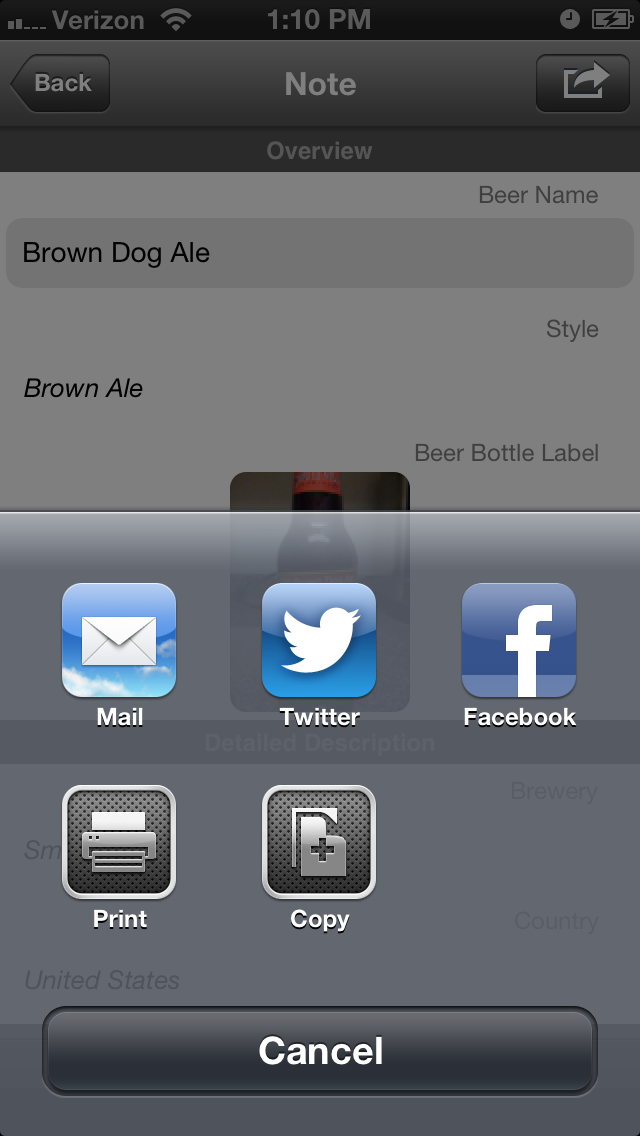 Verizon 1:10 PM
Back Note
Overview
Beer Name
Brown Dog Ale
Style
Brown Ale
Beer Bottle Label
Mail Twitter Facebook
Detailed Description
Brewery
Sm
Print Copy
Country
United States
Cancel